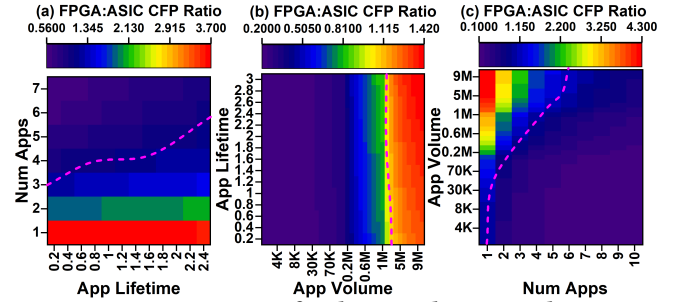 (a) FPGA:ASIC CFP Ratio
0.5600 1.345 2.130 2.915 3.700
Num Apps
7
6
5
4
3
2
1
0.2 0.4 0.6 0.8 1 1.2 1.4 1.6 1.8 2 2.2 2.4
App Lifetime
(b) FPGA:ASIC CFP Ratio
0.2000 0.5050 0.8100 1.115 1.420
App Lifetime
3
2.8
2.6
2.4
2.2
2
1.8
1.6
1.4
1.2
1
0.8
0.6
0.4
0.2
4K 8K 30K 70K 0.2M 0.6M 1M 5M 9M
App Volume
(c) FPGA:ASIC CFP Ratio
0.1000 1.150 2.200 3.250 4.300
App Volume
9M
5M
1M
0.6M
0.2M
70K
30K
8K
4K
1 2 3 4 5 6 7 8 9 10
Num Apps